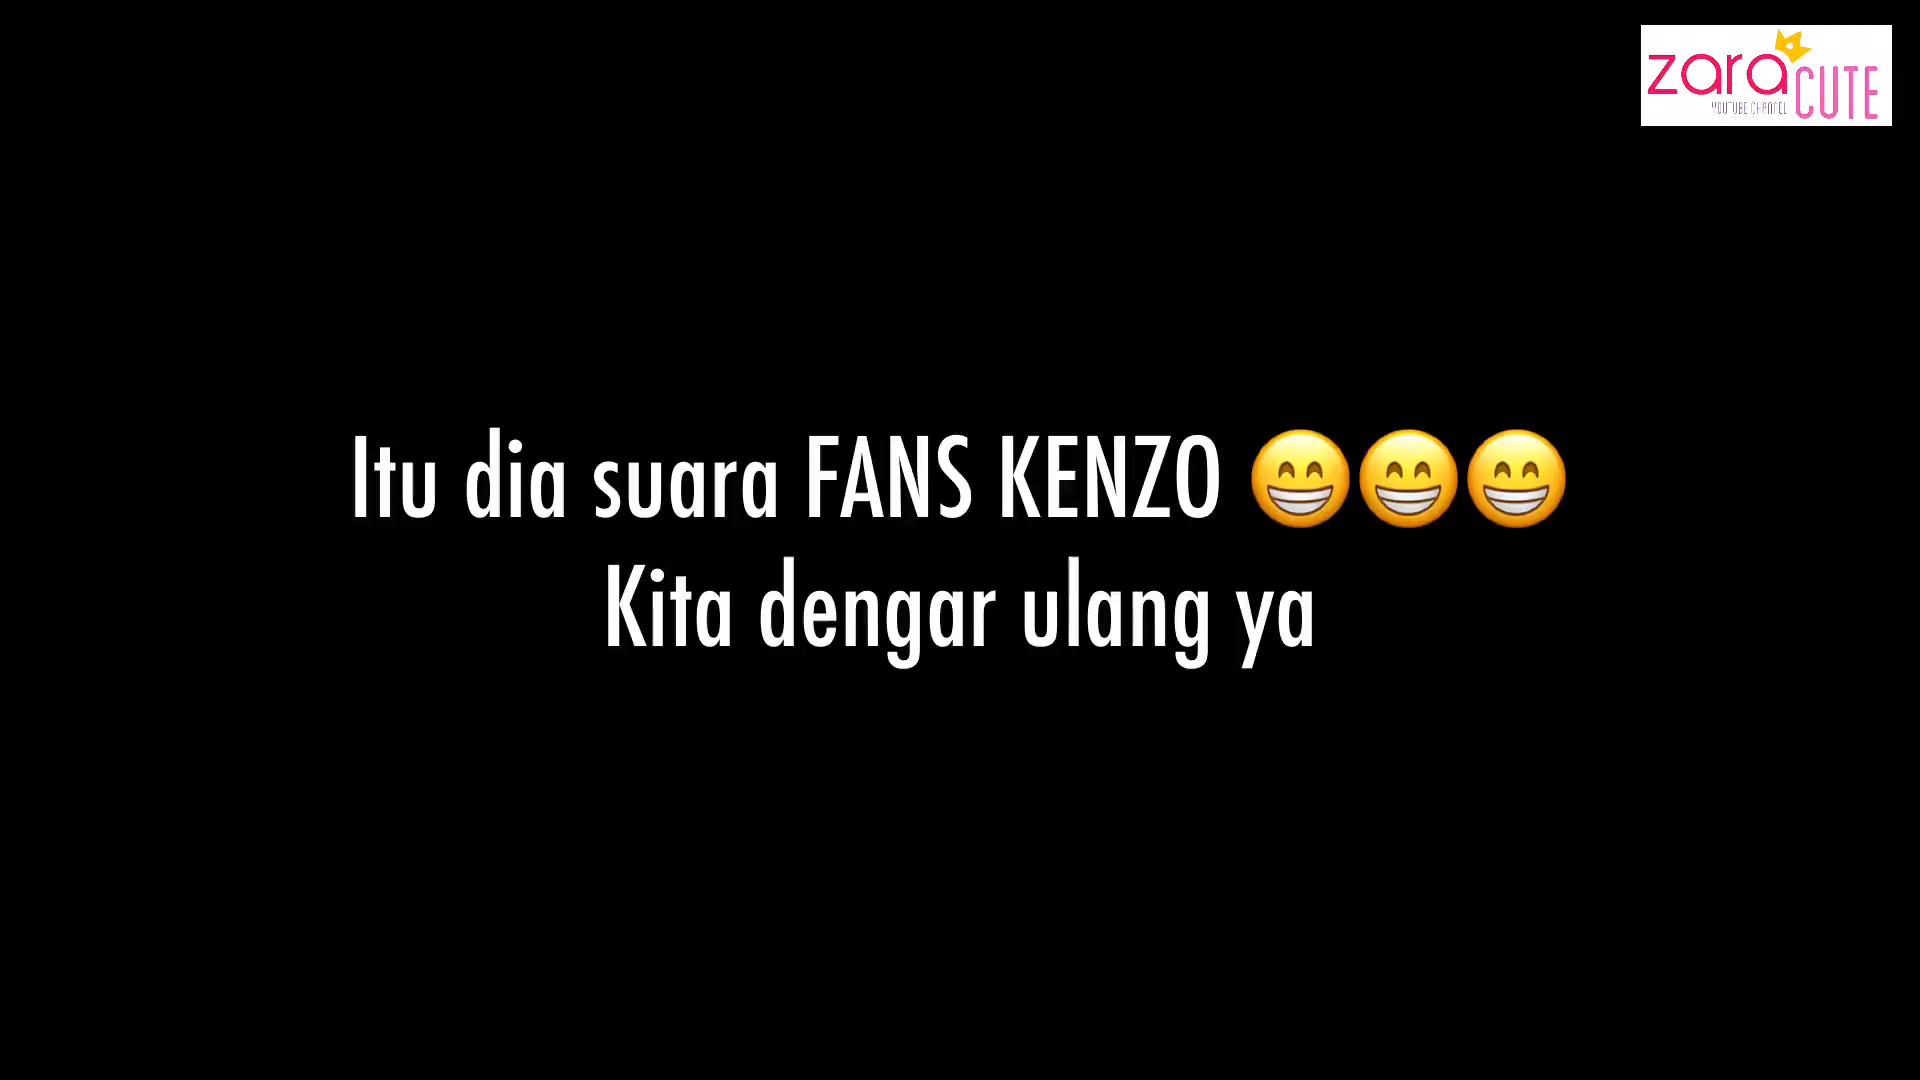 zara CUTE
YOUTUBE CHANNEL
Itu dia suara FANS KENZO 😁😁😁
Kita dengar ulang ya